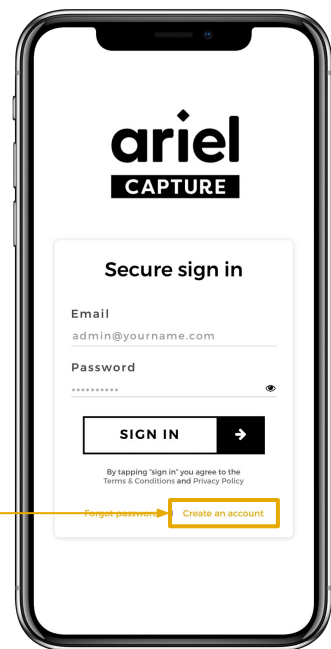 ariel
CAPTURE
Secure sign in
Email
admin@yourname.com
Password
••••••••••
SIGN IN
By tapping "sign in" you agree to the
Terms & Conditions and Privacy Policy
Forgot password Create an account